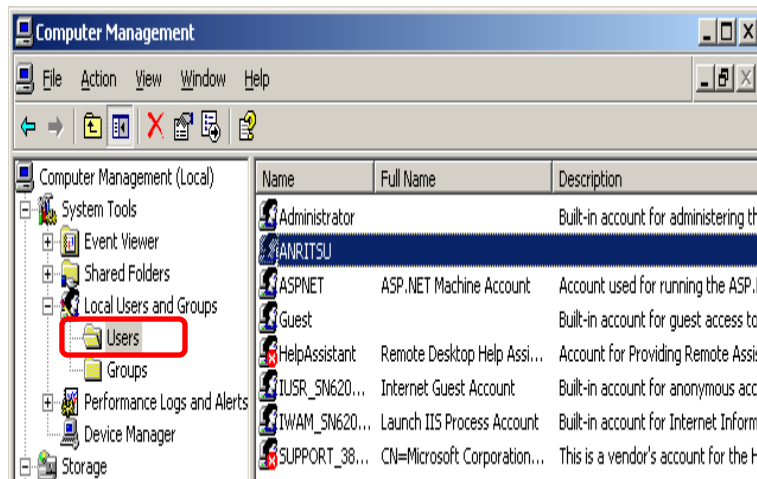 Computer Management
File Action View Window Help
Computer Management (Local)
System Tools
Event Viewer
Shared Folders
Local Users and Groups
Users
Groups
Performance Logs and Alerts
Device Manager
Storage
Name Full Name Description
Administrator Built-in account for administering th
ANRITSU
ASPNET ASP.NET Machine Account Account used for running the ASP.
Guest Built-in account for guest access to
HelpAssistant Remote Desktop Help Assi... Account for Providing Remote Assis
IUSR_SN620... Internet Guest Account Built-in account for anonymous acc
IWAM_SN620... Launch IIS Process Account Built-in account for Internet Inform
SUPPORT_38... CN=Microsoft Corporation... This is a vendor's account for the H